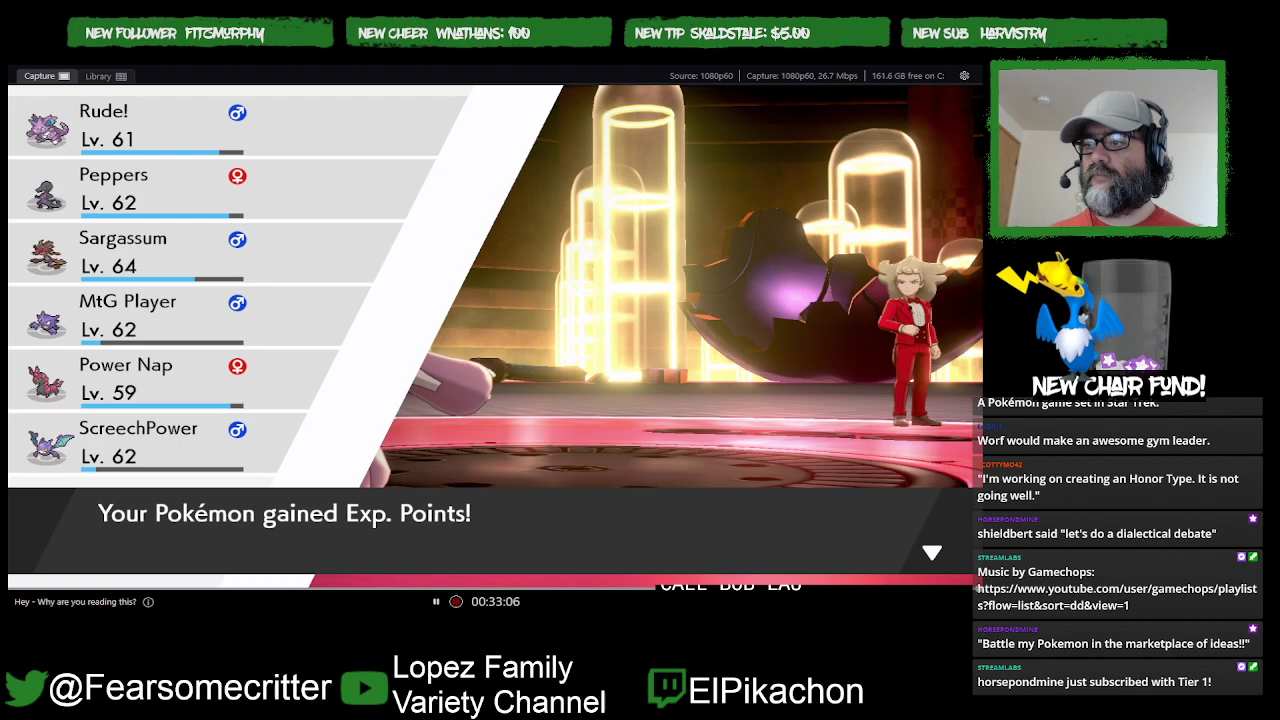 NEW FOLLOWER FITZMURPHY
NEW CHEER WNATHANS: 100
NEW TIP SKALDSTALE: $5.00
NEW SUB HARVISTRY
Capture
Library
Source: 1080p60
Capture: 1080p60, 26.7 Mbps
161.6 GB free on C:
Rude!
Lv. 61
Peppers
Lv. 62
Sargassum
Lv. 64
MtG Player
Lv. 62
Power Nap
Lv. 59
ScreechPower
Lv. 62
Your Pokémon gained Exp. Points!
Hey - Why are you reading this?
00:33:06
NEW CHAIR FUND!
A Pokémon game set in Star Trek.
Worf would make an awesome gym leader.
SCOTTYMO42
"I'm working on creating an Honor Type. It is not
going well."
HORSEPONDMINE
shieldbert said "let's do a dialectical debate"
STREAMLABS
Music by Gamechops:
https://www.youtube.com/user/gamechops/playlist
s?flow=list&sort=dd&view=1
HORSEPONDMINE
"Battle my Pokemon in the marketplace of ideas!!"
STREAMLABS
horsepondmine just subscribed with Tier 1!
@Fearsomecritter
Lopez Family
Variety Channel
ElPikachon